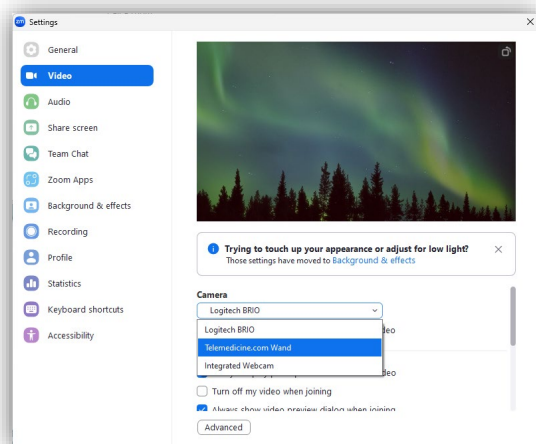 zm Settings
General
Video
Audio
Share screen
Team Chat
Zoom Apps
Background & effects
Recording
Profile
Statistics
Keyboard shortcuts
Accessibility
Trying to touch up your appearance or adjust for low light?
Those settings have moved to Background & effects
Camera
Logitech BRIO
Logitech BRIO
Telemedicine.com Wand
Integrated Webcam
Turn off my video when joining
Always show video preview dialog when joining
Advanced